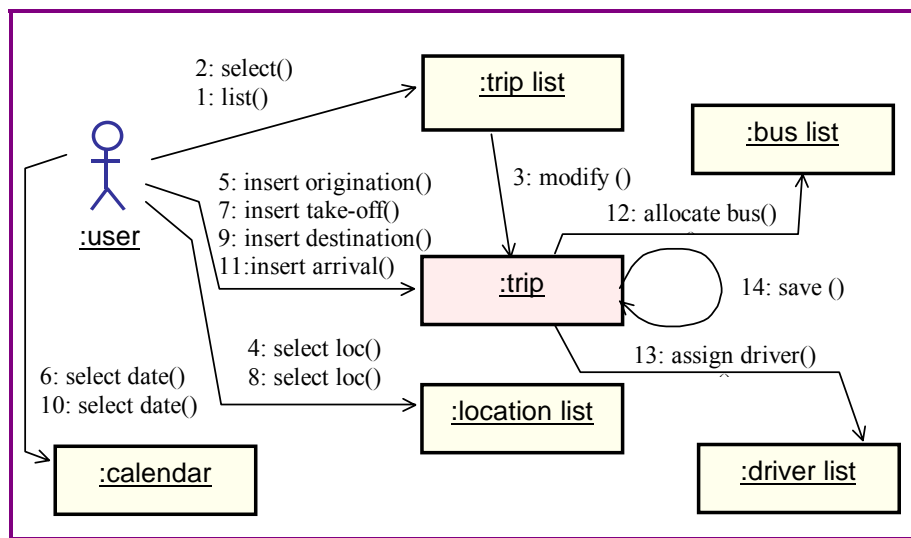 2: select()
1: list()
:trip list
:bus list
3: modify ()
5: insert origination()
7: insert take-off()
9: insert destination()
11:insert arrival()
12: allocate bus()
:user
:trip
14: save ()
4: select loc()
8: select loc()
13: assign driver()
()
6: select date()
10: select date()
:location list
:calendar
:driver list